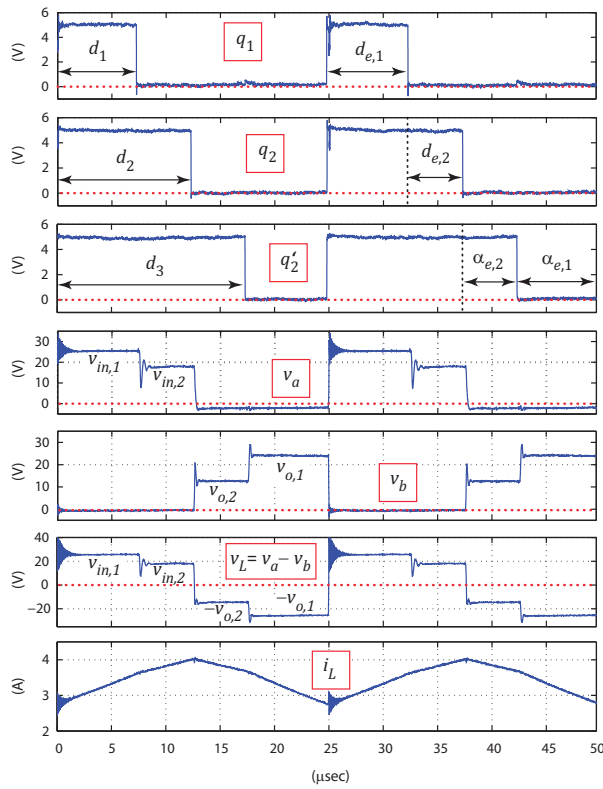 6
4
2
0
(V)
d1
q1
de,1
6
4
2
0
(V)
d2
q2
de,2
6
4
2
0
(V)
d3
q2′
αe,2
αe,1
30
20
10
0
(V)
vin,1
vin,2
va
30
20
10
0
(V)
vo,2
vo,1
vb
40
20
0
−20
(V)
vin,1
vin,2
vL= va− vb
−vo,2
−vo,1
4
3
2
(A)
iL
0 5 10 15 20 25 30 35 40 45 50
(μsec)